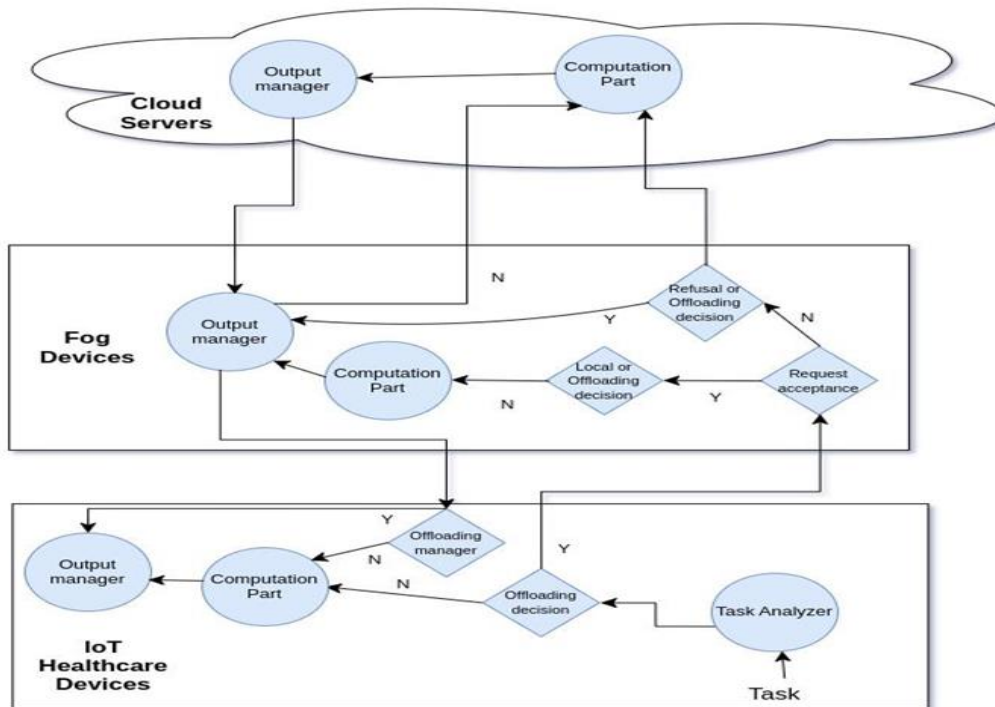 Output
manager
Computation
Part
Cloud
Servers
N
Refusal or
Offloading
decision
N
Output
manager
Y
Fog
Devices
Computation
Part
N
Local or
Offloading
decision
Y
Request
acceptance
Y
Offloading
manager
N
Y
Output
manager
Computation
Part
N
Offloading
decision
Task Analyzer
IoT
Healthcare
Devices
Task